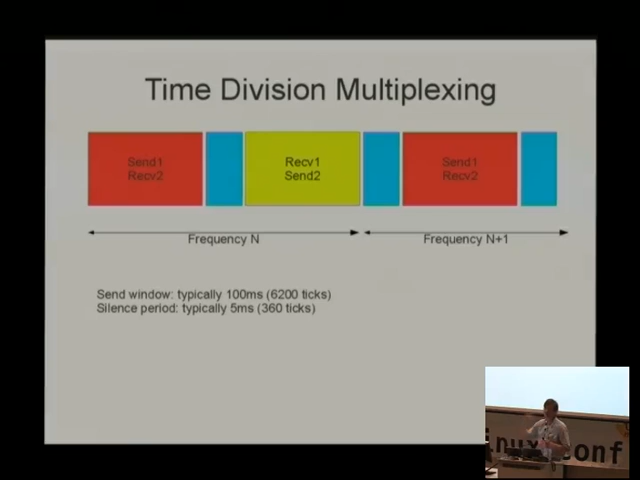 Time Division Multiplexing
Send1
Recv2
Recv1
Send2
Send1
Recv2
Frequency N
Frequency N+1
Send window: typically 100ms (6200 ticks)
Silence period: typically 5ms (360 ticks)
inux conf